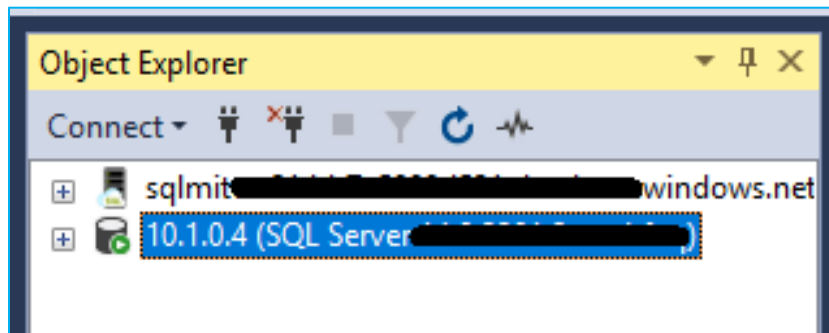 Object Explorer
Connect
sqlmit windows.net
10.1.0.4 (SQL Server )